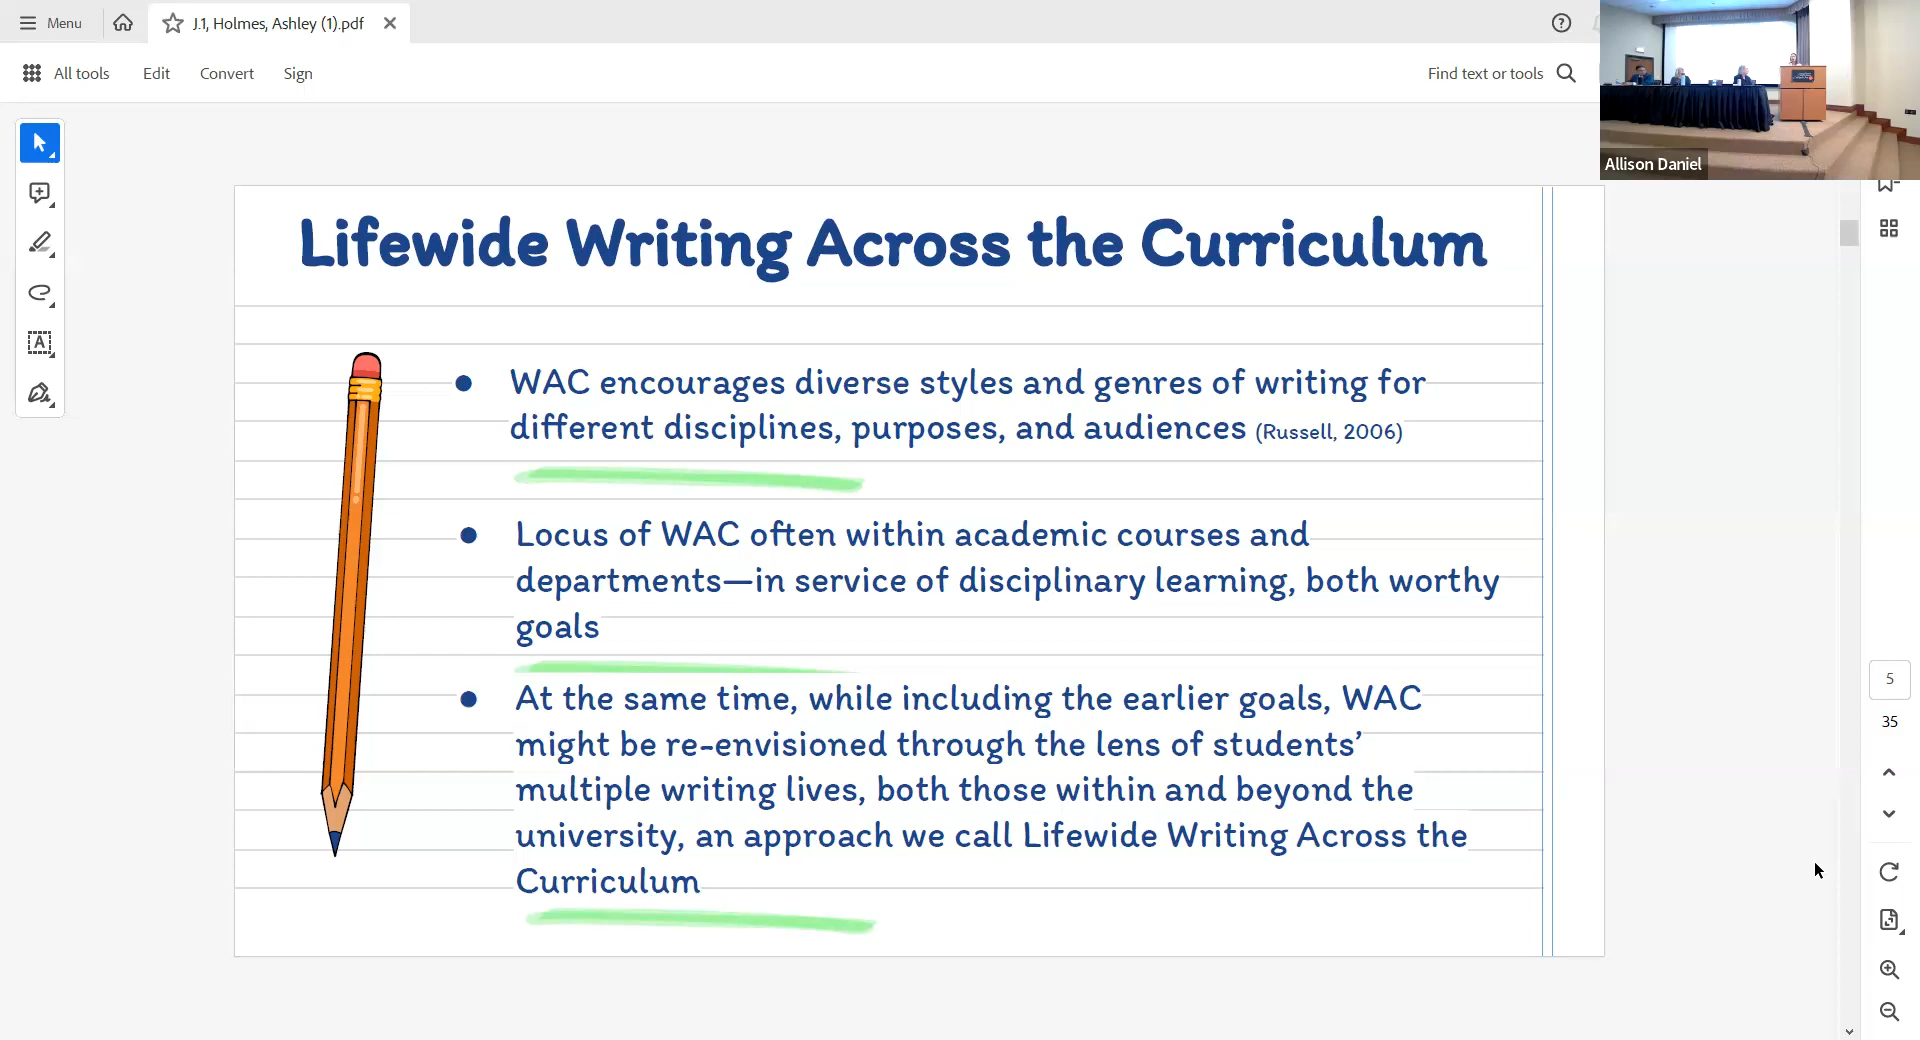 Menu
J.1, Holmes, Ashley (1).pdf
All tools
Edit
Convert
Sign
Find text or tools
Allison Daniel
Lifewide Writing Across the Curriculum
WAC encourages diverse styles and genres of writing for
different disciplines, purposes, and audiences (Russell, 2006)
Locus of WAC often within academic courses and
departments—in service of disciplinary learning, both worthy
goals
At the same time, while including the earlier goals, WAC
might be re-envisioned through the lens of students’
multiple writing lives, both those within and beyond the
university, an approach we call Lifewide Writing Across the
Curriculum
5
35